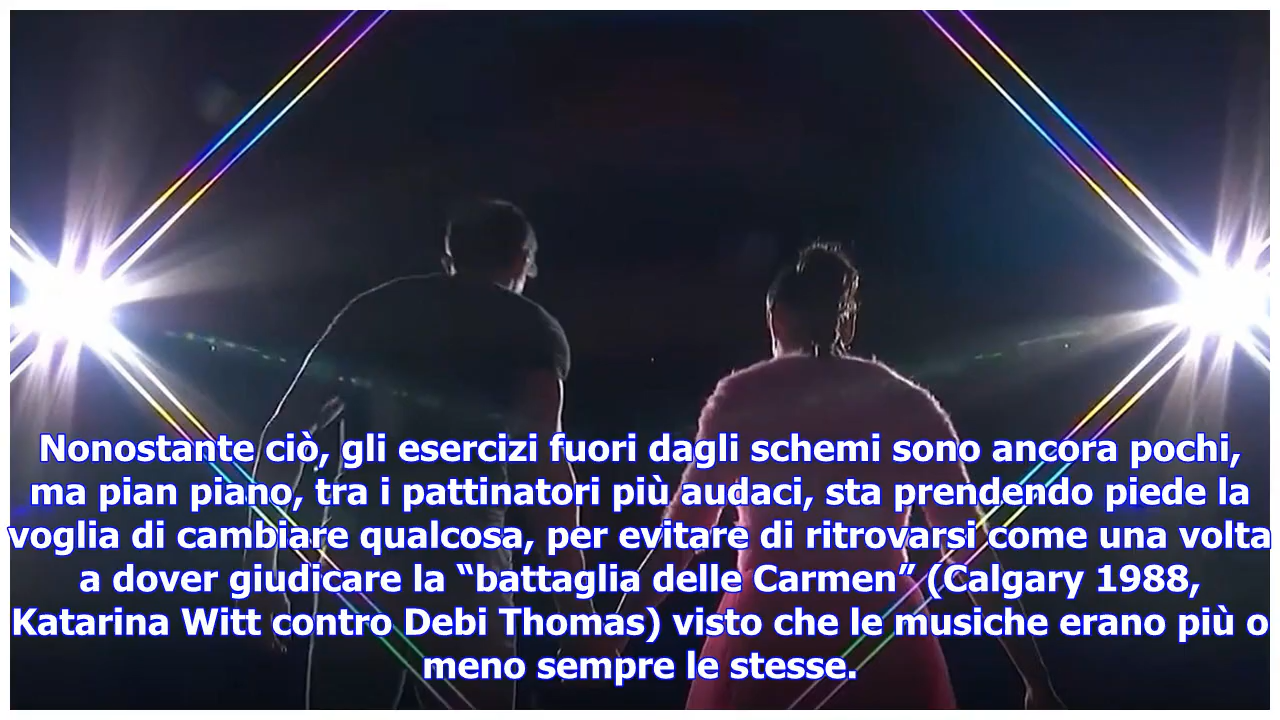 Nonostante ciò, gli esercizi fuori dagli schemi sono ancora pochi,
ma pian piano, tra i pattinatori più audaci, sta prendendo piede la
voglia di cambiare qualcosa, per evitare di ritrovarsi come una volta
a dover giudicare la “battaglia delle Carmen” (Calgary 1988,
Katarina Witt contro Debi Thomas) visto che le musiche erano più o
meno sempre le stesse.